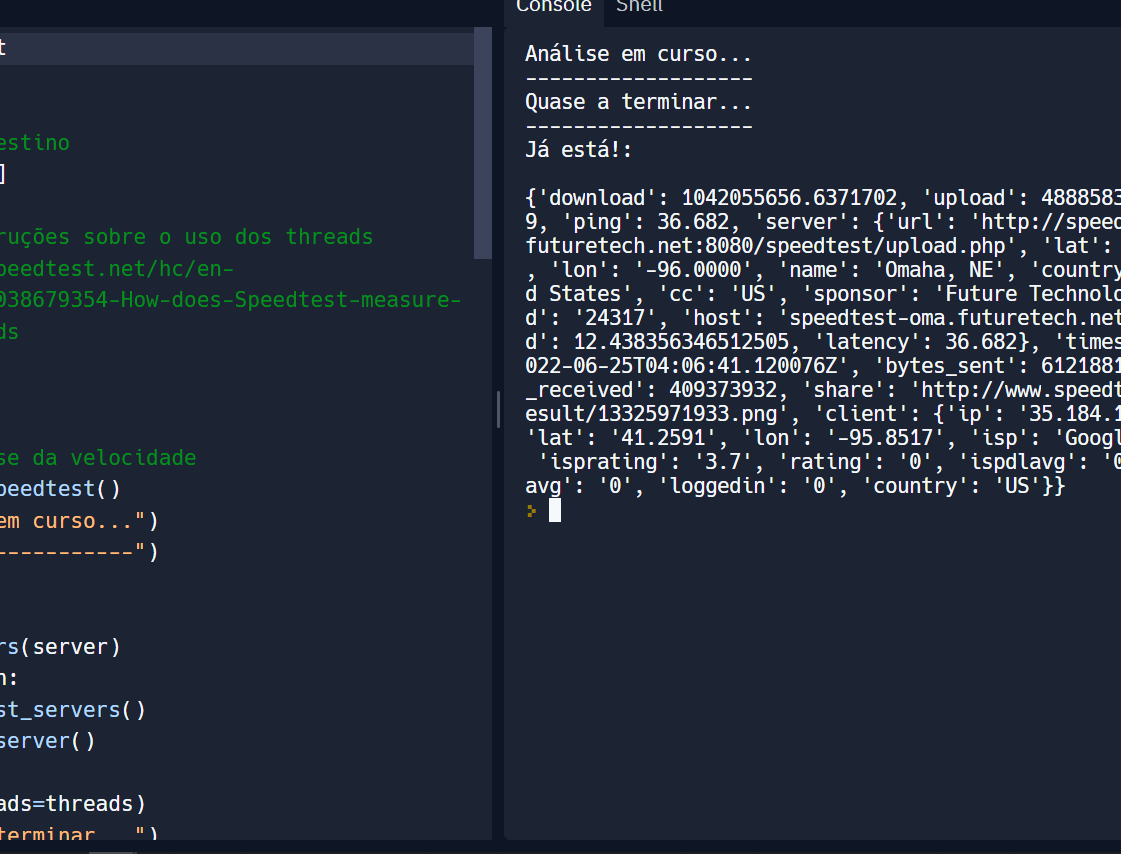 Console Shell
t
estino
]
ruções sobre o uso dos threads
peedtest.net/hc/en-
038679354-How-does-Speedtest-measure-
ds
se da velocidade
peedtest()
em curso...")
-----------")
rs(server)
n:
st_servers()
server()
ads=threads)
terminar...")
Análise em curso...
-------------------
Quase a terminar...
-------------------
Já está!:
{'download': 1042055656.6371702, 'upload': 4888583
9, 'ping': 36.682, 'server': {'url': 'http://speed
futuretech.net:8080/speedtest/upload.php', 'lat':
, 'lon': '-96.0000', 'name': 'Omaha, NE', 'country
d States', 'cc': 'US', 'sponsor': 'Future Technolo
d': '24317', 'host': 'speedtest-oma.futuretech.net
d': 12.438356346512505, 'latency': 36.682}, 'times
022-06-25T04:06:41.120076Z', 'bytes_sent': 6121881
_received': 409373932, 'share': 'http://www.speedt
esult/13325971933.png', 'client': {'ip': '35.184.1
'lat': '41.2591', 'lon': '-95.8517', 'isp': 'Googl
'isprating': '3.7', 'rating': '0', 'ispdlavg': '0
avg': '0', 'loggedin': '0', 'country': 'US'}}